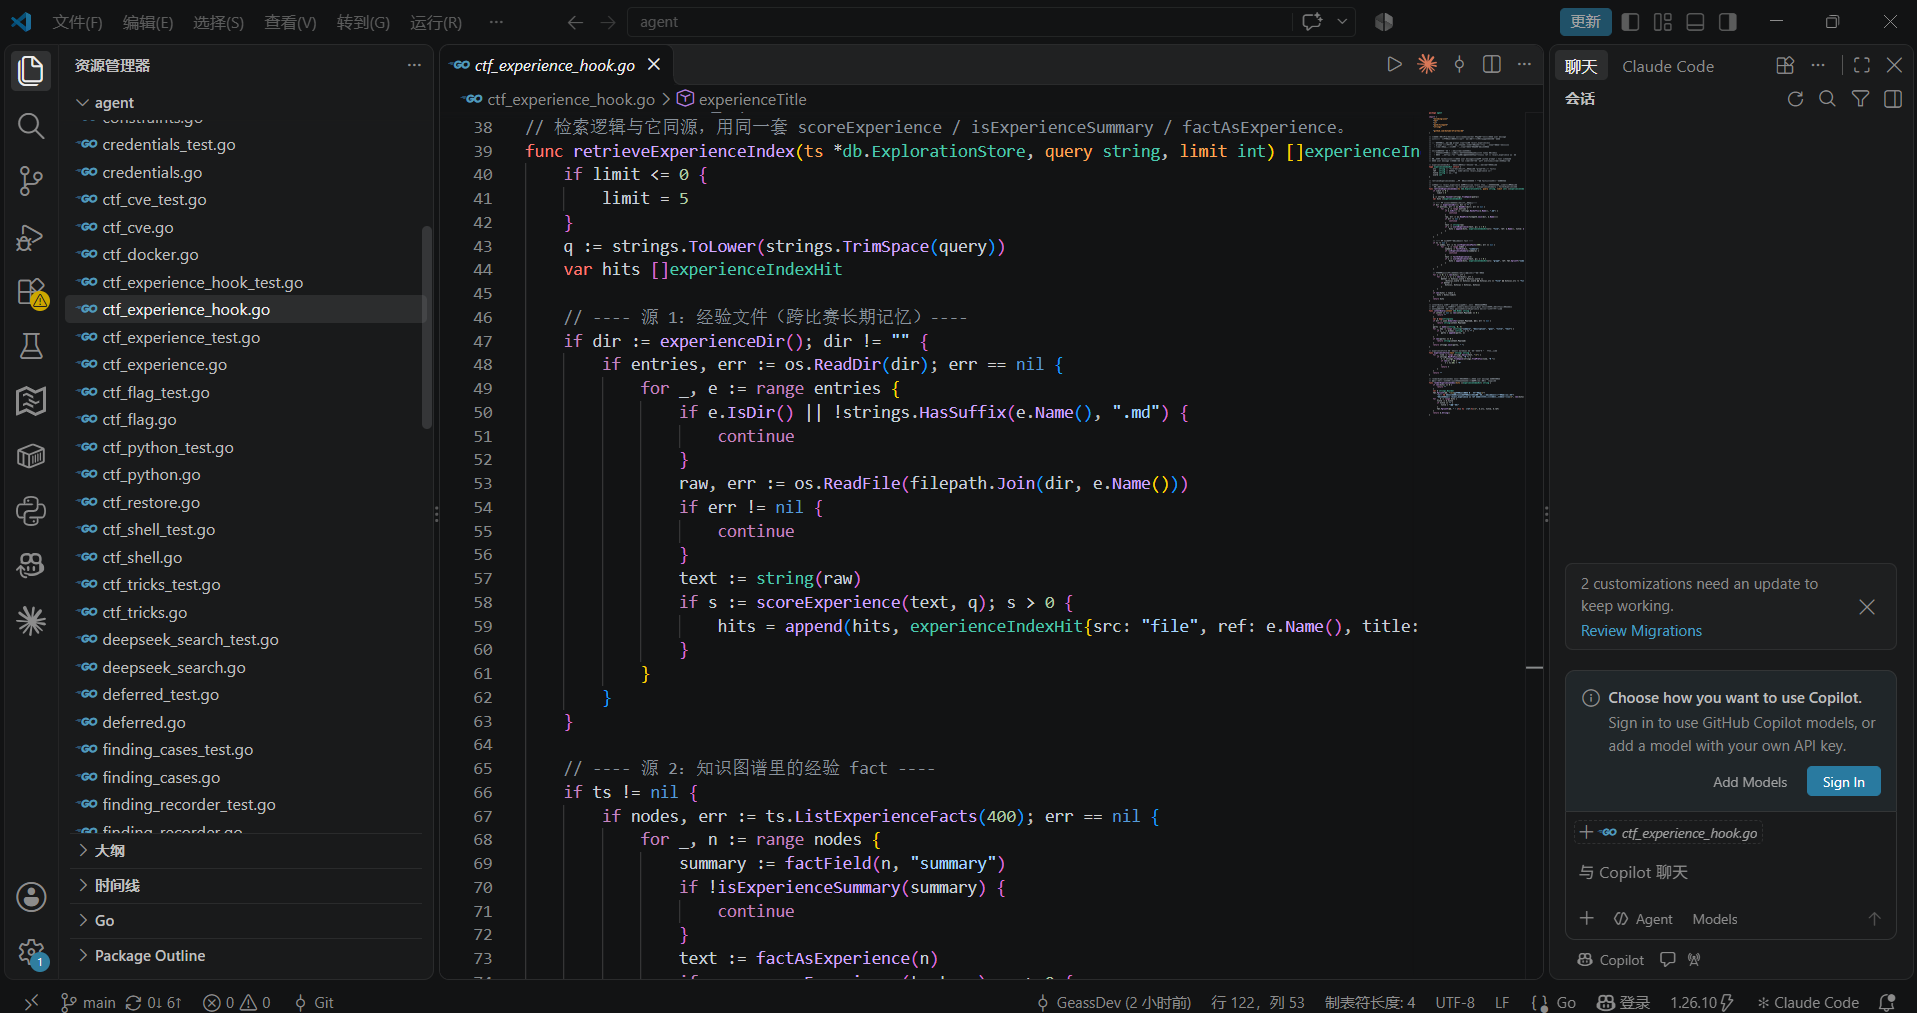 文件(F) 编辑(E) 选择(S) 查看(V) 转到(G) 运行(R) ··· agent 更新
资源管理器
agent
constraints.go
credentials_test.go
credentials.go
ctf_cve_test.go
ctf_cve.go
ctf_docker.go
ctf_experience_hook_test.go
ctf_experience_hook.go
ctf_experience_test.go
ctf_experience.go
ctf_flag_test.go
ctf_flag.go
ctf_python_test.go
ctf_python.go
ctf_restore.go
ctf_shell_test.go
ctf_shell.go
ctf_tricks_test.go
ctf_tricks.go
deepseek_search_test.go
deepseek_search.go
deferred_test.go
deferred.go
finding_cases_test.go
finding_cases.go
finding_recorder_test.go
finding_recorder.go
大纲
时间线
Go
Package Outline
1
ctf_experience_hook.go
ctf_experience_hook.go > experienceTitle
38 // 检索逻辑与它同源，用同一套 scoreExperience / isExperienceSummary / factAsExperience。
39 func retrieveExperienceIndex(ts *db.ExplorationStore, query string, limit int) []experienceIn
40 if limit <= 0 {
41 limit = 5
42 }
43 q := strings.ToLower(strings.TrimSpace(query))
44 var hits []experienceIndexHit
45
46 // ---- 源 1：经验文件（跨比赛长期记忆）----
47 if dir := experienceDir(); dir != "" {
48 if entries, err := os.ReadDir(dir); err == nil {
49 for _, e := range entries {
50 if e.IsDir() || !strings.HasSuffix(e.Name(), ".md") {
51 continue
52 }
53 raw, err := os.ReadFile(filepath.Join(dir, e.Name()))
54 if err != nil {
55 continue
56 }
57 text := string(raw)
58 if s := scoreExperience(text, q); s > 0 {
59 hits = append(hits, experienceIndexHit{src: "file", ref: e.Name(), title:
60 }
61 }
62 }
63 }
64
65 // ---- 源 2：知识图谱里的经验 fact ----
66 if ts != nil {
67 if nodes, err := ts.ListExperienceFacts(400); err == nil {
68 for _, n := range nodes {
69 summary := factField(n, "summary")
70 if !isExperienceSummary(summary) {
71 continue
72 }
73 text := factAsExperience(n)
聊天 Claude Code
会话
2 customizations need an update to
keep working.
Review Migrations
Choose how you want to use Copilot.
Sign in to use GitHub Copilot models, or
add a model with your own API key.
Add Models Sign In
ctf_experience_hook.go
与 Copilot 聊天
Agent Models
Copilot
main 0↓ 6↑ 0 0 Git GeassDev (2 小时前) 行 122，列 53 制表符长度: 4 UTF-8 LF { } Go 登录 1.26.10 Claude Code